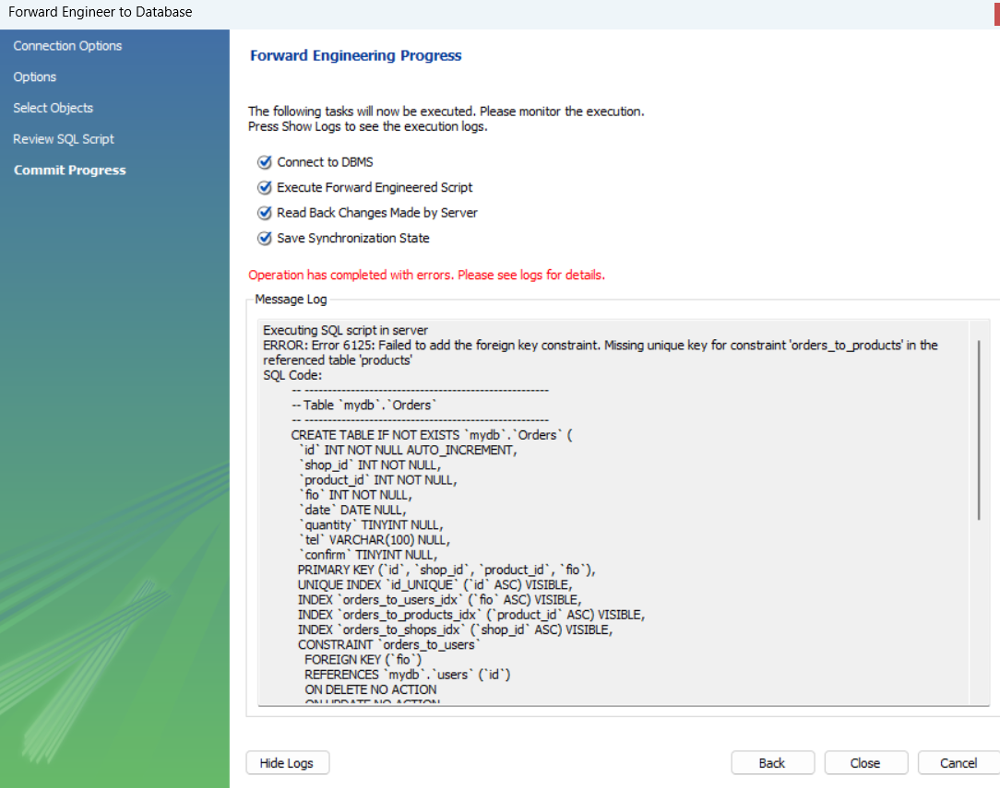 Forward Engineer to Database
Connection Options
Options
Select Objects
Review SQL Script
Commit Progress
Forward Engineering Progress
The following tasks will now be executed. Please monitor the execution.
Press Show Logs to see the execution logs.
Connect to DBMS
Execute Forward Engineered Script
Read Back Changes Made by Server
Save Synchronization State
Operation has completed with errors. Please see logs for details.
Message Log
Executing SQL script in server
ERROR: Error 6125: Failed to add the foreign key constraint. Missing unique key for constraint 'orders_to_products' in the
referenced table 'products'
SQL Code:
-- -----------------------------------------------------
-- Table `mydb`.`Orders`
-- -----------------------------------------------------
CREATE TABLE IF NOT EXISTS `mydb`.`Orders` (
`id` INT NOT NULL AUTO_INCREMENT,
`shop_id` INT NOT NULL,
`product_id` INT NOT NULL,
`fio` INT NOT NULL,
`date` DATE NULL,
`quantity` TINYINT NULL,
`tel` VARCHAR(100) NULL,
`confirm` TINYINT NULL,
PRIMARY KEY (`id`, `shop_id`, `product_id`, `fio`),
UNIQUE INDEX `id_UNIQUE` (`id` ASC) VISIBLE,
INDEX `orders_to_users_idx` (`fio` ASC) VISIBLE,
INDEX `orders_to_products_idx` (`product_id` ASC) VISIBLE,
INDEX `orders_to_shops_idx` (`shop_id` ASC) VISIBLE,
CONSTRAINT `orders_to_users`
FOREIGN KEY (`fio`)
REFERENCES `mydb`.`users` (`id`)
ON DELETE NO ACTION
ON UPDATE NO ACTION
Hide Logs
Back
Close
Cancel